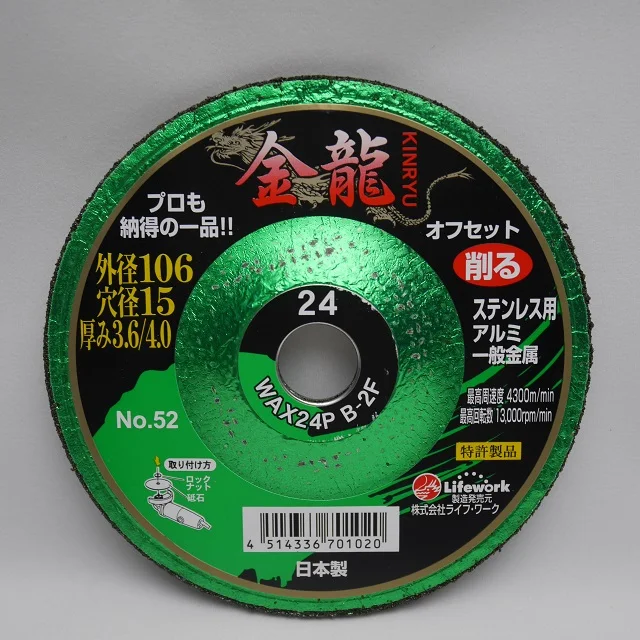 金龍
KINRYU
プロも
納得の一品!!
オフセット
削る
外径106
穴径15
厚み3.6/4.0
24
ステンレス用
アルミ
一般金属
WAX24P B-2F
最高周速度 4300m/min
最高回転数 13,000rpm/min
No.52
特許製品
取り付け方
ロック
ナット
砥石
Lifework
製造発売元
株式会社ライフ・ワーク
4 514336 701020
日本製